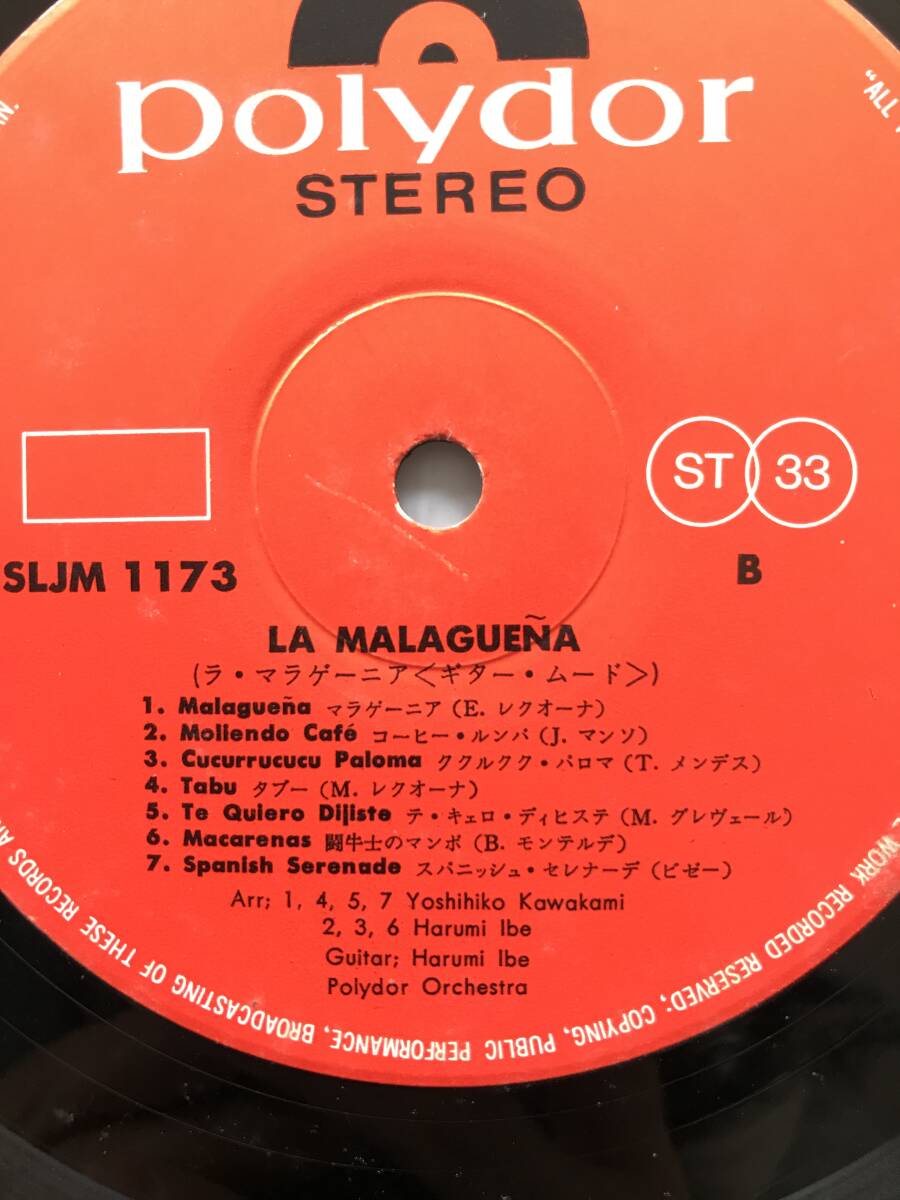 polydor
STEREO
ST 33
SLJM 1173
B
LA MALAGUEÑA
(ラ・マラゲーニア<ギター・ムード>)
1. Malagueña マラゲーニア (E. レクオーナ)
2. Moliendo Café コーヒー・ルンバ (J. マンソ)
3. Cucurrucucu Paloma ククルクク・パロマ (T. メンデス)
4. Tabu タブー (M. レクオーナ)
5. Te Quiero Dijiste テ・キェロ・ディヒステ (M. グレヴェール)
6. Macarenas 闘牛士のマンボ (B. モンテルデ)
7. Spanish Serenade スパニッシュ・セレナーデ (ビゼー)
Arr; 1, 4, 5, 7 Yoshihiko Kawakami
2, 3, 6 Harumi Ibe
Guitar; Harumi Ibe
Polydor Orchestra
"ALL
WORK RECORDED RESERVED; COPYING, PUBLIC PERFORMANCE, BROADCASTING OF THESE RECORDS